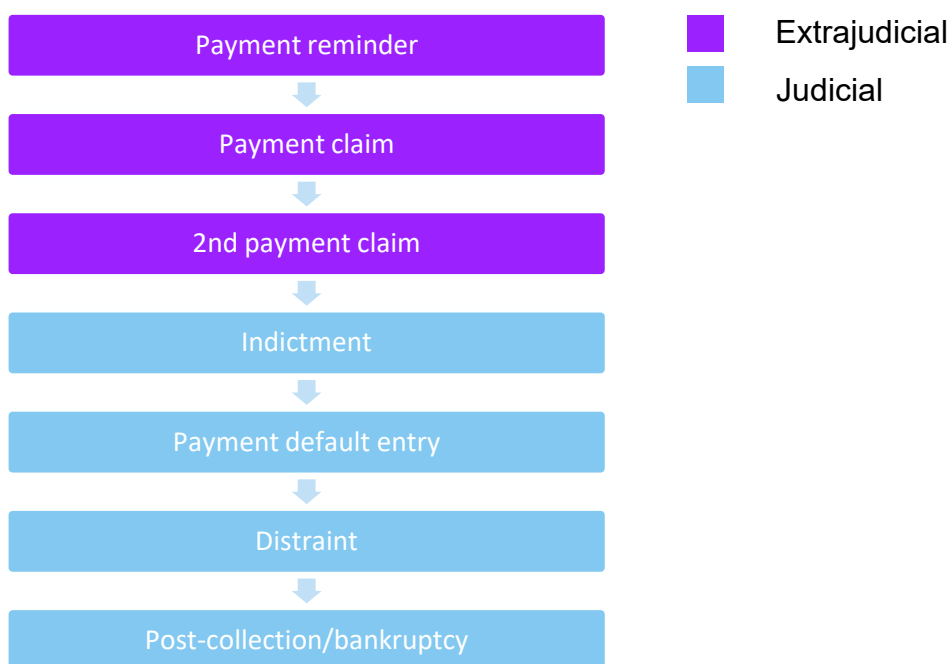 Payment reminder
Payment claim
2nd payment claim
Indictment
Payment default entry
Distraint
Post-collection/bankruptcy
Extrajudicial
Judicial